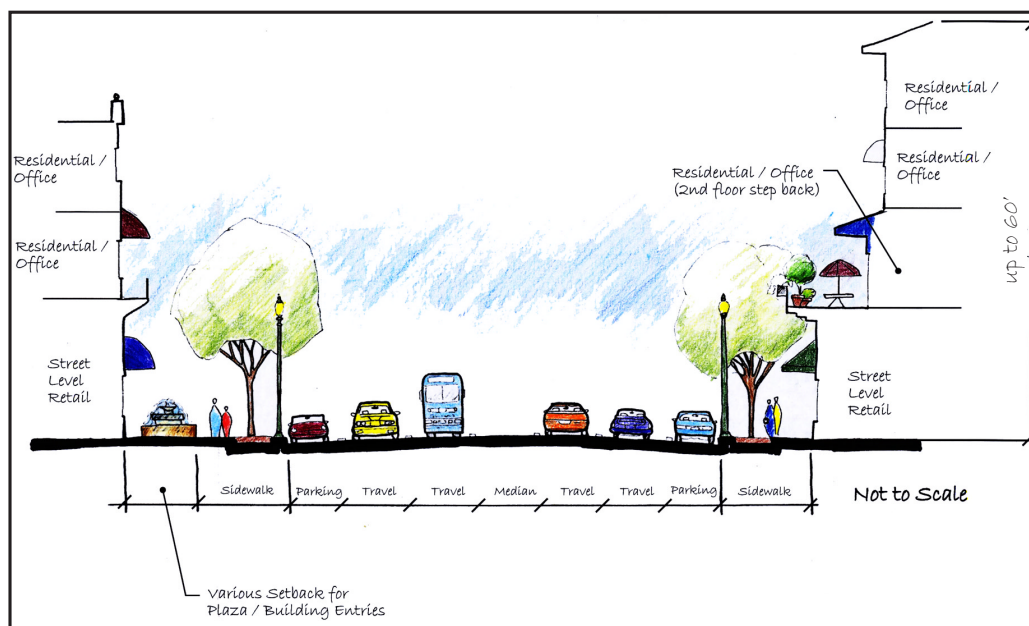 Residential /
Office
Residential /
Office
Residential /
Office
Residential / Office
(2nd floor step back)
Residential /
Office
up to 60'
Street
Level
Retail
Street
Level
Retail
Sidewalk
Parking
Travel
Travel
Median
Travel
Travel
Parking
Sidewalk
Not to Scale
Various Setback for
Plaza / Building Entries